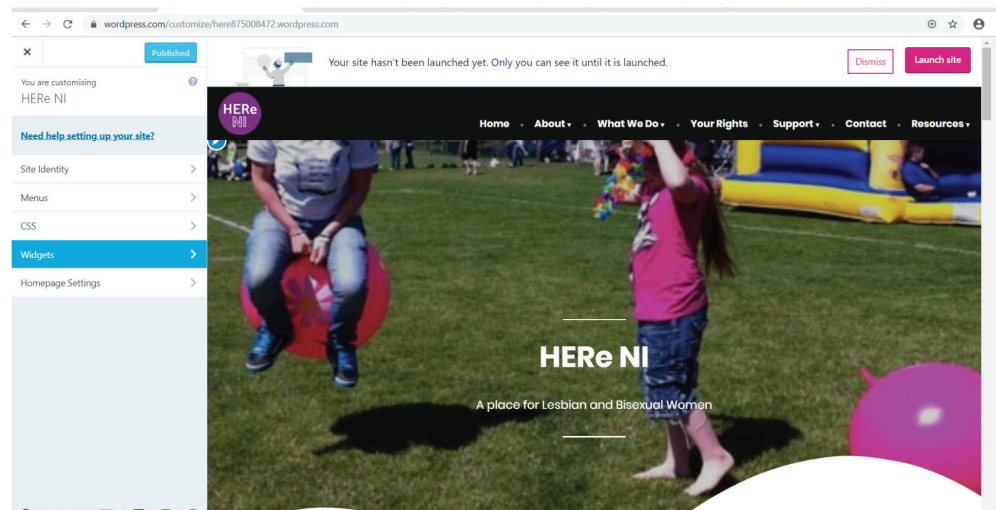 wordpress.com/customize/here875008472.wordpress.com
Published
You are customising
HERe NI
Need help setting up your site?
Site Identity
Menus
CSS
Widgets
Homepage Settings
Your site hasn't been launched yet. Only you can see it until it is launched.
Dismiss
Launch site
HERe
NI
Home About What We Do Your Rights Support Contact Resources
HERe NI
A place for Lesbian and Bisexual Women